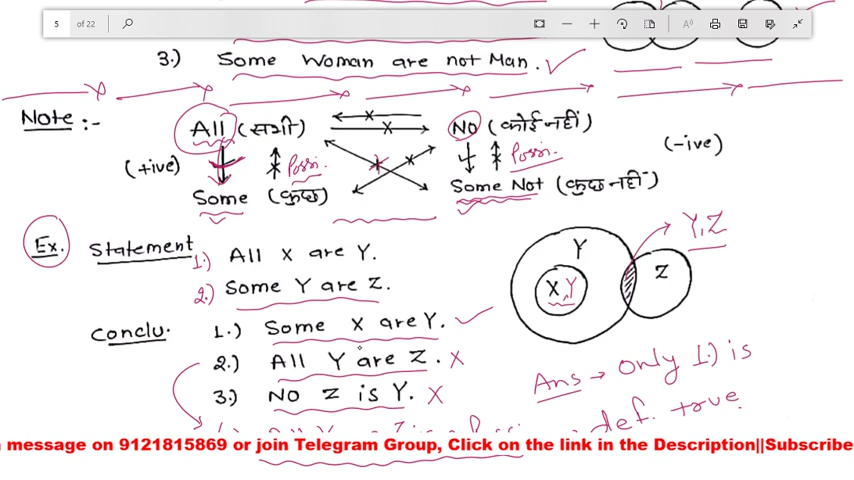 5 of 22
3.) Some Woman are not Man.
Note :-
All (सभी) NO (कोई नहीं)
(+ive) Possi. Possi. (-ive)
Some (कुछ) Some Not (कुछ नहीं)
Ex. Statement
1.) All X are Y.
2.) Some Y are Z.
Conclu. 1.) Some X are Y.
2.) All Y are Z. X
3.) NO Z is Y. X
Y, Z
Y
X, Y
Z
Ans → Only 1.) is
def. true.
n message on 9121815869 or join Telegram Group, Click on the link in the Description||Subscribe